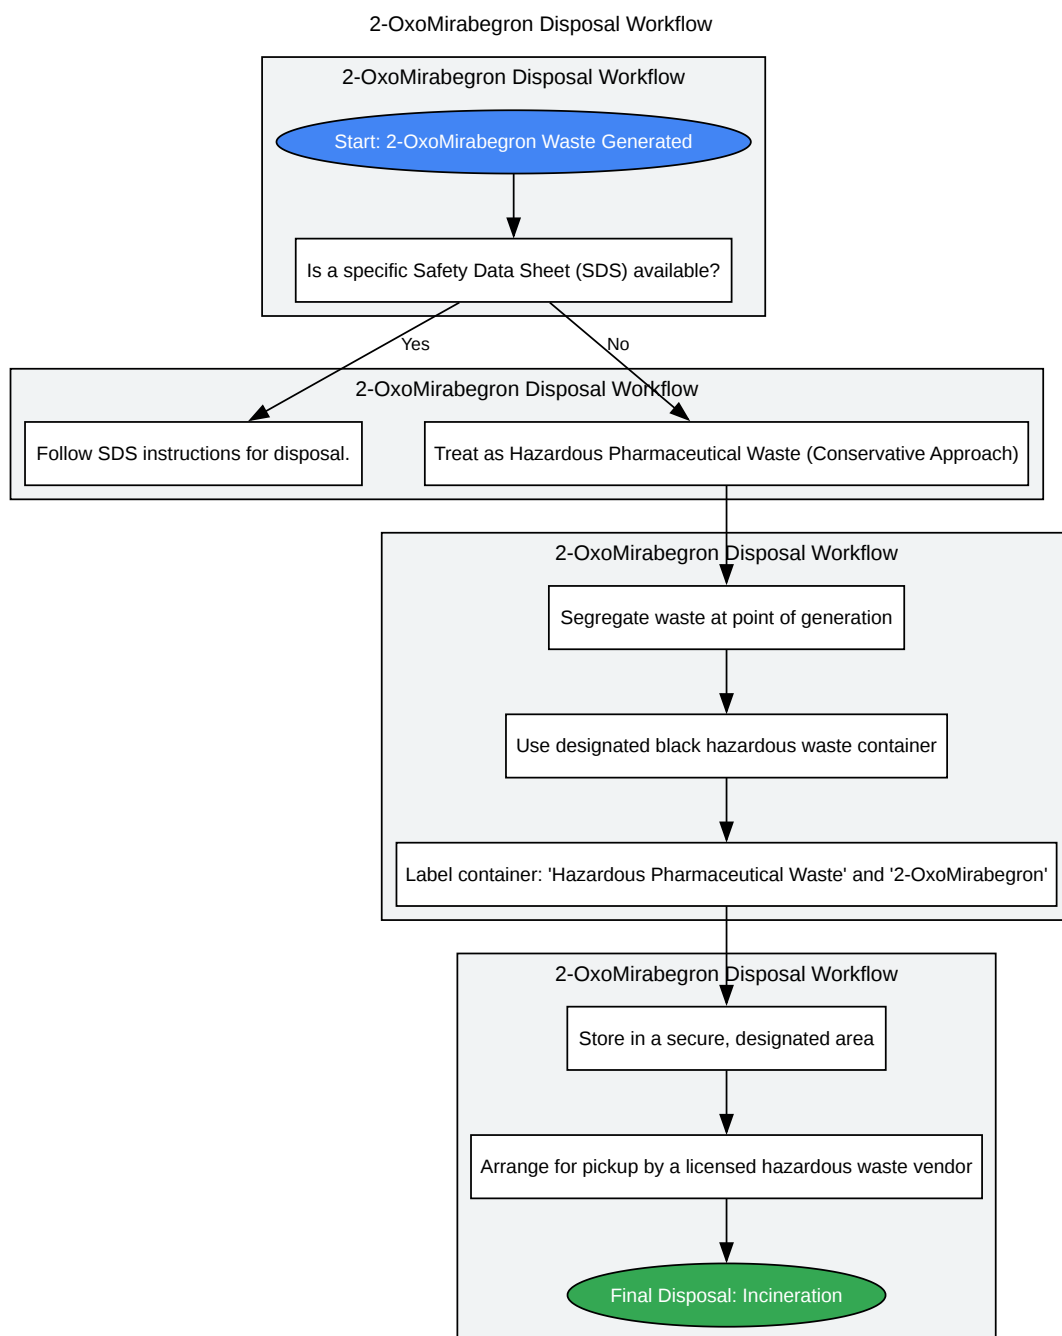 2-OxoMirabegron Disposal Workflow
2-OxoMirabegron Disposal Workflow
Start: 2-OxoMirabegron Waste Generated
Is a specific Safety Data Sheet (SDS) available?
Yes
No
2-OxoMirabegron Disposal Workflow
Follow SDS instructions for disposal.
Treat as Hazardous Pharmaceutical Waste (Conservative Approach)
2-OxoMirabegron Disposal Workflow
Segregate waste at point of generation
Use designated black hazardous waste container
Label container: 'Hazardous Pharmaceutical Waste' and '2-OxoMirabegron'
2-OxoMirabegron Disposal Workflow
Store in a secure, designated area
Arrange for pickup by a licensed hazardous waste vendor
Final Disposal: Incineration